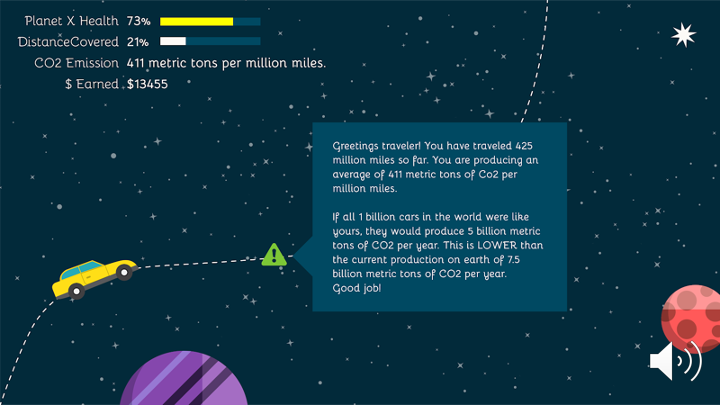 Planet X Health 73%
DistanceCovered 21%
CO2 Emission 411 metric tons per million miles.
$ Earned $13455
Greetings traveler! You have traveled 425
million miles so far. You are producing an
average of 411 metric tons of Co2 per
million miles.
If all 1 billion cars in the world were like
yours, they would produce 5 billion metric
tons of CO2 per year. This is LOWER than
the current production on earth of 7.5
billion metric tons of CO2 per year.
Good job!